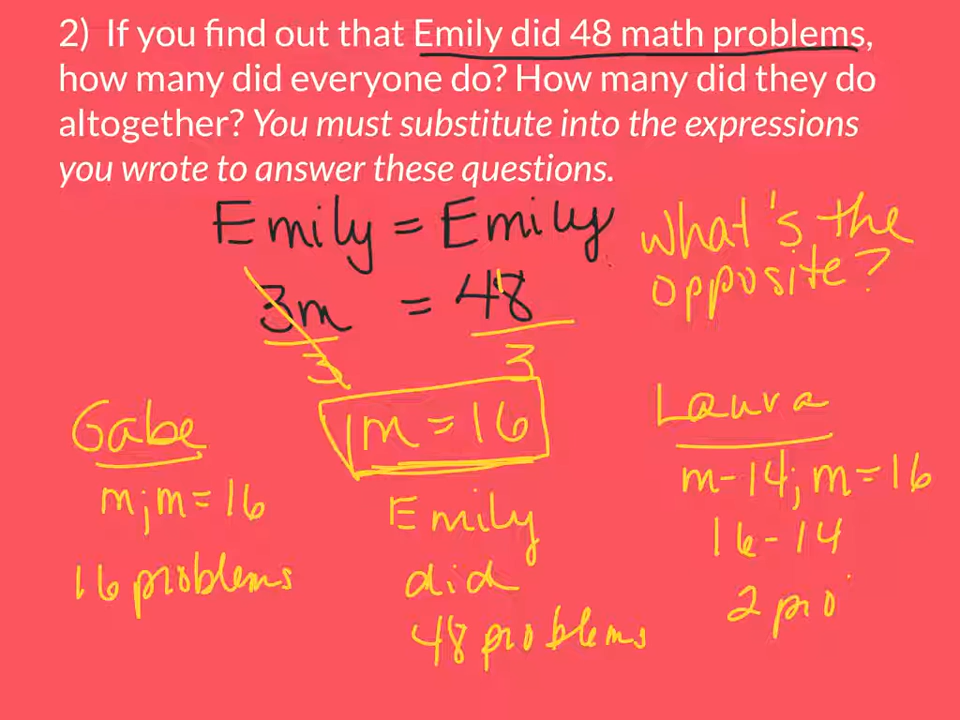 2) If you find out that Emily did 48 math problems,
how many did everyone do? How many did they do
altogether? You must substitute into the expressions
you wrote to answer these questions.
Emily = Emily
What's the
opposite?
3m = 48
3 3
1m = 16
Gabe
m; m = 16
16 problems
Emily
did
48 problems
Laura
m-14; m = 16
16-14
2 pro